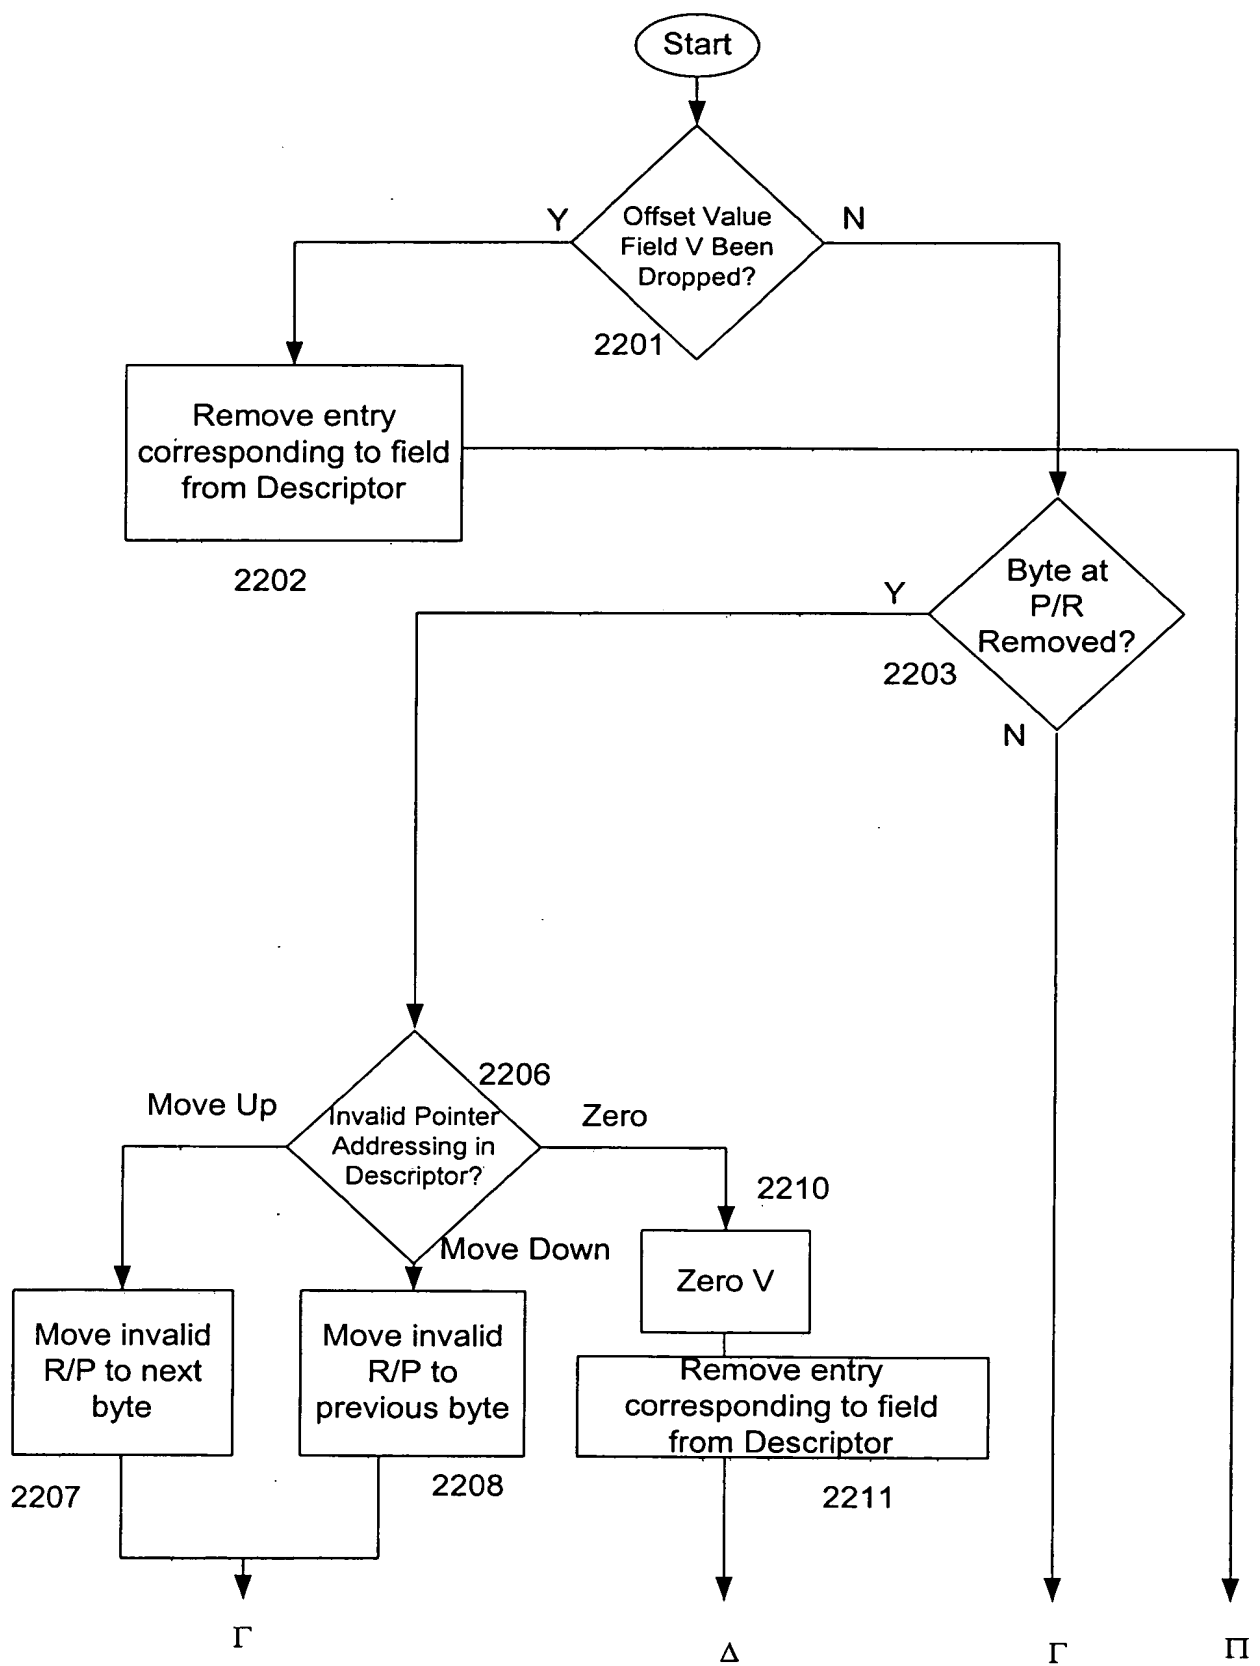 Start
Y
Offset Value
Field V Been
Dropped?
N
2201
Remove entry
corresponding to field
from Descriptor
2202
Byte at
P/R
Removed?
Y
2203
N
2206
Move Up
Invalid Pointer
Addressing in
Descriptor?
Zero
2210
Move Down
Zero V
Move invalid
R/P to next
byte
Move invalid
R/P to
previous byte
Remove entry
corresponding to field
from Descriptor
2207
2208
2211
Γ
Δ
Γ
Π